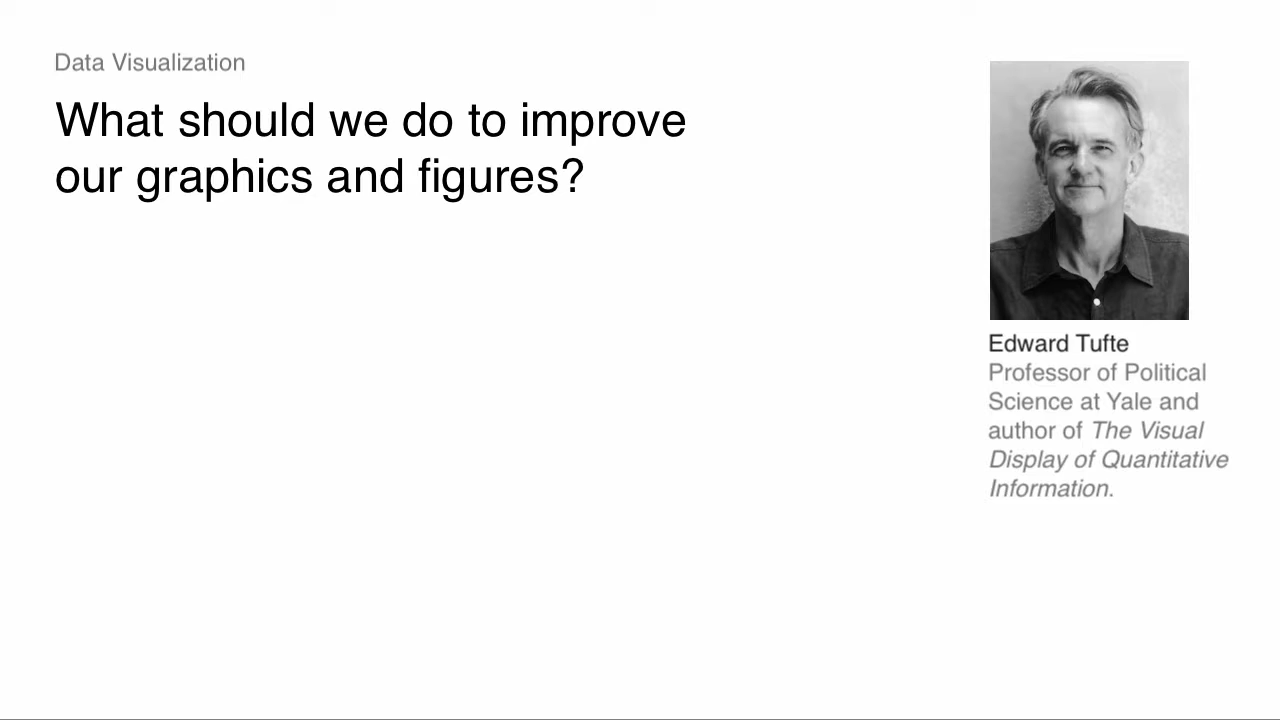 Data Visualization
What should we do to improve
our graphics and figures?
Edward Tufte
Professor of Political
Science at Yale and
author of The Visual
Display of Quantitative
Information.